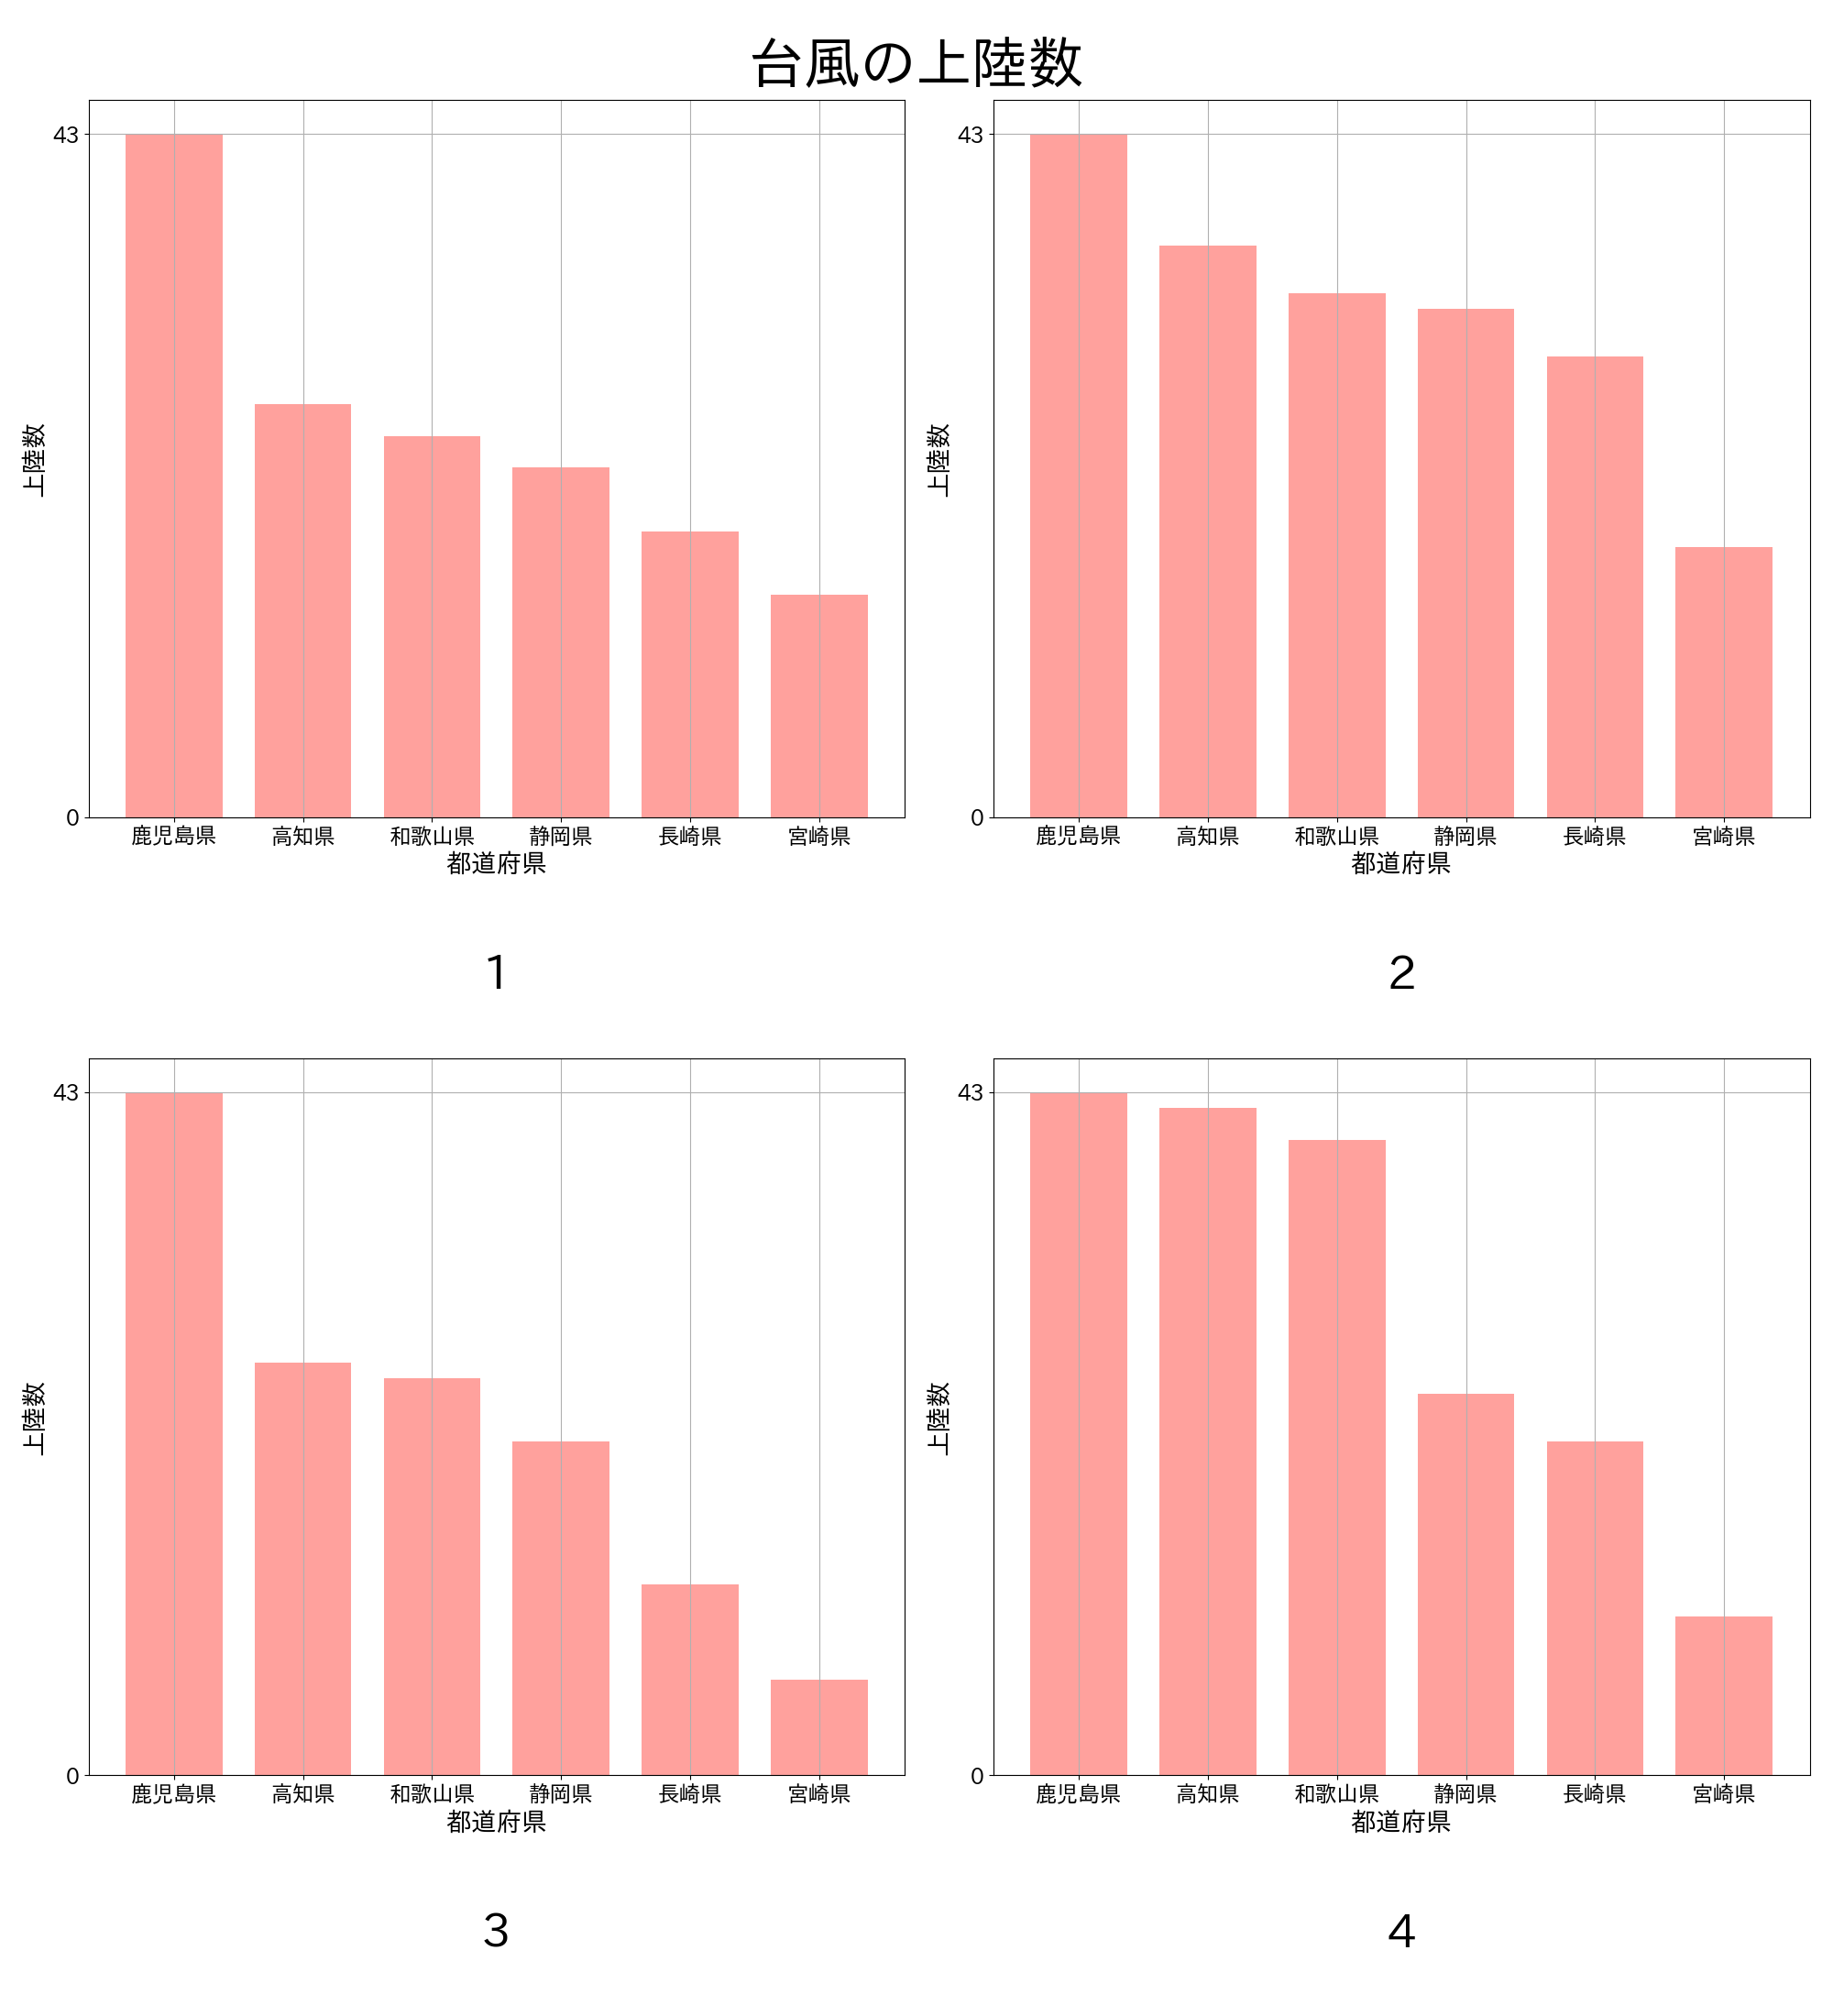 台風の上陸数
43
0
上陸数
鹿児島県 高知県 和歌山県 静岡県 長崎県 宮崎県
都道府県
1
43
0
上陸数
鹿児島県 高知県 和歌山県 静岡県 長崎県 宮崎県
都道府県
2
43
0
上陸数
鹿児島県 高知県 和歌山県 静岡県 長崎県 宮崎県
都道府県
3
43
0
上陸数
鹿児島県 高知県 和歌山県 静岡県 長崎県 宮崎県
都道府県
4